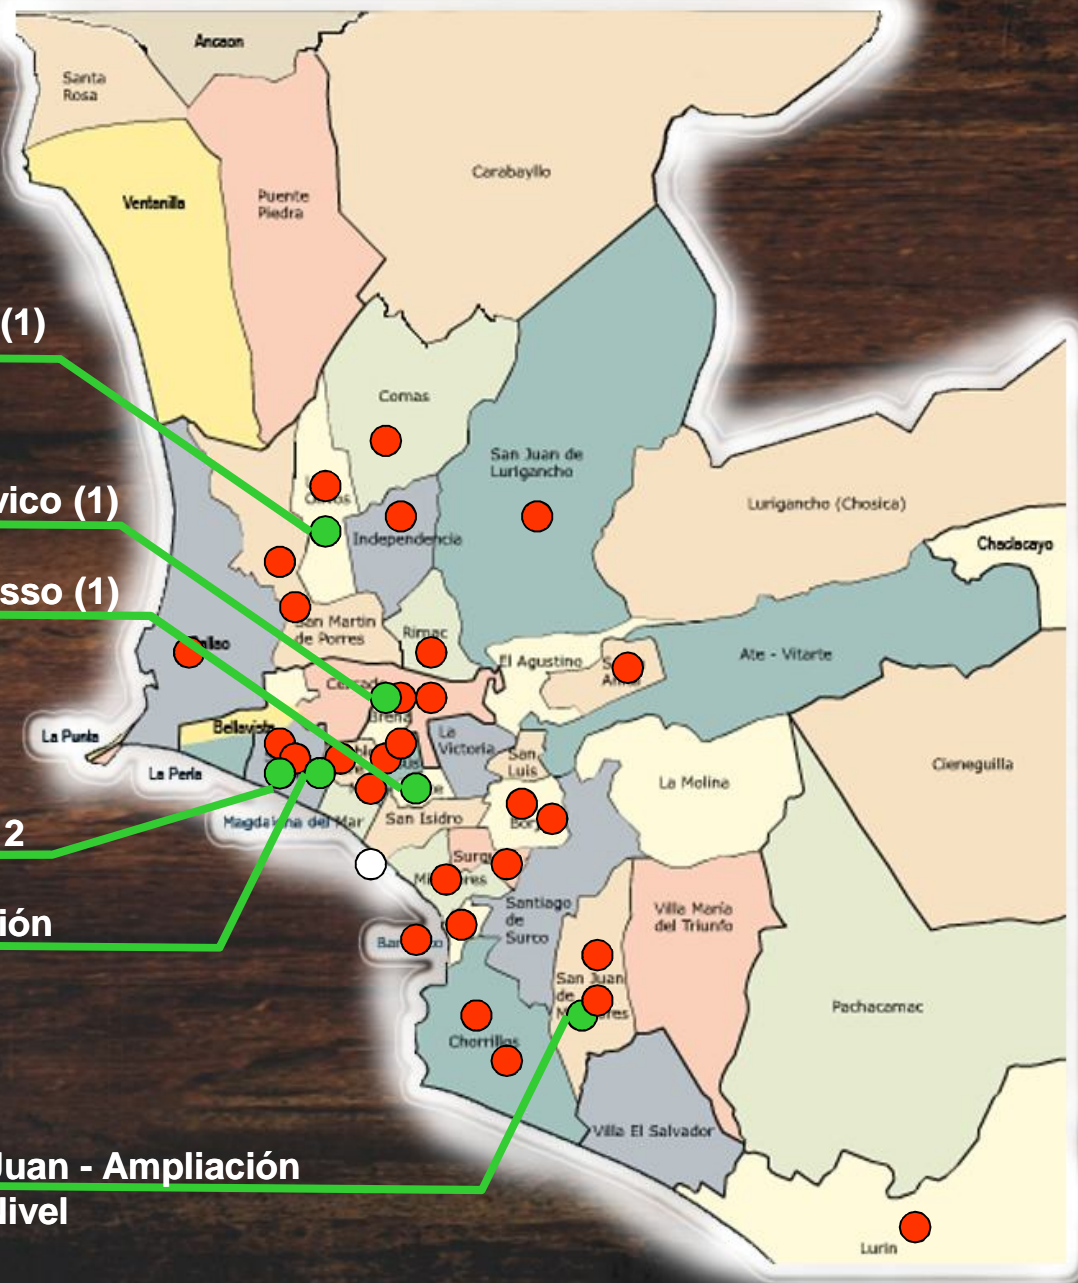 Ancaon
Santa
Rosa
Carabayllo
Ventanilla
Puente
Piedra
(1)
Comas
San Juan de
Lurigancho
vico (1)
Lurigancho (Chosica)
Independencia
Chaclacayo
sso (1)
San Martin
de Porres
Rimac
El Agustino
Ate - Vitarte
Breña
Bellavista
La
Victoria
La Punta
San
Luis
La Perla
La Molina
Cieneguilla
Magdalena del Mar
San Isidro
2
Santiago
de
Surco
Villa María
del Triunfo
ión
San Juan
de
Pachacamac
Chorrillos
Villa El Salvador
Juan - Ampliación
Nivel
Lurin